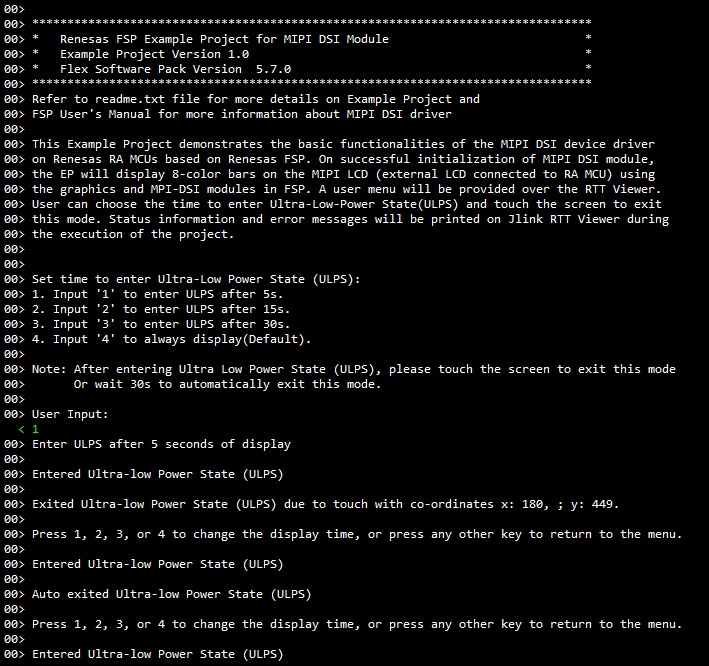 00>
00> ********************************************************************************
00> *   Renesas FSP Example Project for MIPI DSI Module                            *
00> *   Example Project Version 1.0                                                *
00> *   Flex Software Pack Version  5.7.0                                          *
00> ********************************************************************************
00> Refer to readme.txt file for more details on Example Project and
00> FSP User's Manual for more information about MIPI DSI driver
00>
00> This Example Project demonstrates the basic functionalities of the MIPI DSI device driver
00> on Renesas RA MCUs based on Renesas FSP. On successful initialization of MIPI DSI module,
00> the EP will display 8-color bars on the MIPI LCD (external LCD connected to RA MCU) using
00> the graphics and MPI-DSI modules in FSP. A user menu will be provided over the RTT Viewer.
00> User can choose the time to enter Ultra-Low-Power State(ULPS) and touch the screen to exit
00> this mode. Status information and error messages will be printed on Jlink RTT Viewer during
00> the execution of the project.
00>
00>
00> Set time to enter Ultra-Low Power State (ULPS):
00> 1. Input '1' to enter ULPS after 5s.
00> 2. Input '2' to enter ULPS after 15s.
00> 3. Input '3' to enter ULPS after 30s.
00> 4. Input '4' to always display(Default).
00>
00> Note: After entering Ultra Low Power State (ULPS), please touch the screen to exit this mode
00>       Or wait 30s to automatically exit this mode.
00>
00> User Input:
  < 1
00> Enter ULPS after 5 seconds of display
00>
00> Entered Ultra-low Power State (ULPS)
00>
00> Exited Ultra-low Power State (ULPS) due to touch with co-ordinates x: 180, ; y: 449.
00>
00> Press 1, 2, 3, or 4 to change the display time, or press any other key to return to the menu.
00>
00> Entered Ultra-low Power State (ULPS)
00>
00> Auto exited Ultra-low Power State (ULPS)
00>
00> Press 1, 2, 3, or 4 to change the display time, or press any other key to return to the menu.
00>
00> Entered Ultra-low Power State (ULPS)